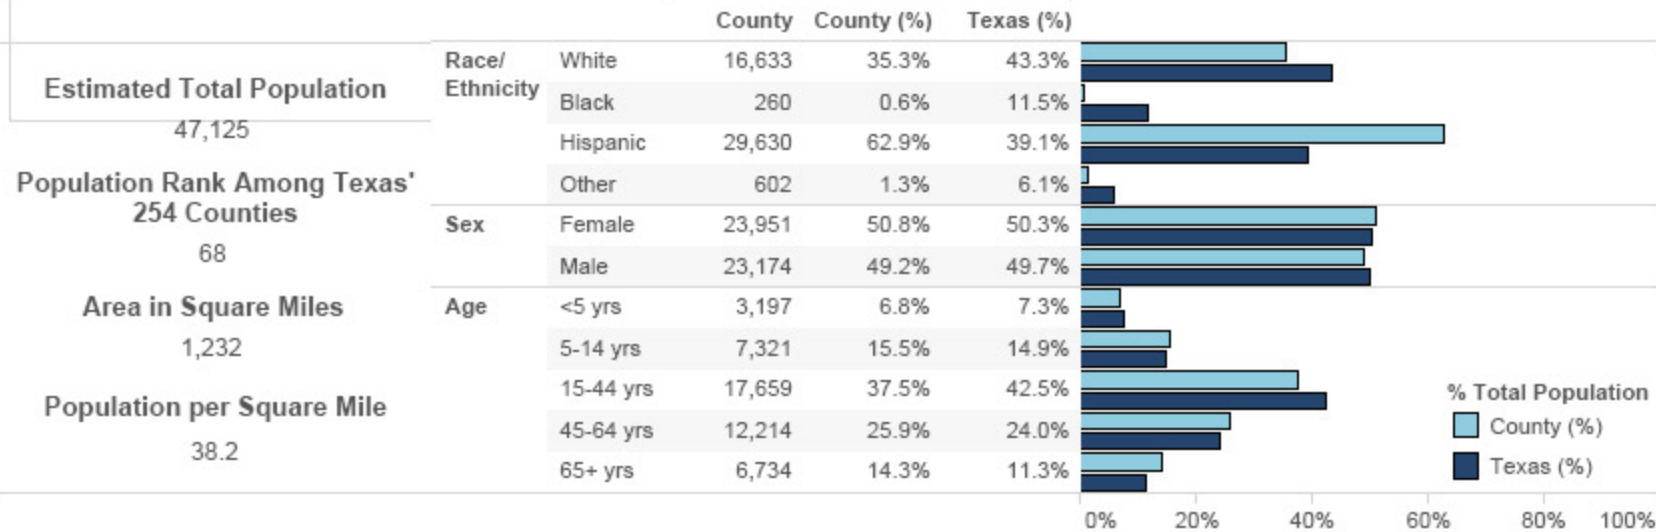 County County (%) Texas (%)
Estimated Total Population
47,125
Population Rank Among Texas'
254 Counties
68
Area in Square Miles
1,232
Population per Square Mile
38.2
Race/
Ethnicity
White 16,633 35.3% 43.3%
Black 260 0.6% 11.5%
Hispanic 29,630 62.9% 39.1%
Other 602 1.3% 6.1%
Sex Female 23,951 50.8% 50.3%
Male 23,174 49.2% 49.7%
Age <5 yrs 3,197 6.8% 7.3%
5-14 yrs 7,321 15.5% 14.9%
15-44 yrs 17,659 37.5% 42.5%
45-64 yrs 12,214 25.9% 24.0%
65+ yrs 6,734 14.3% 11.3%
% Total Population
County (%)
Texas (%)
0% 20% 40% 60% 80% 100%